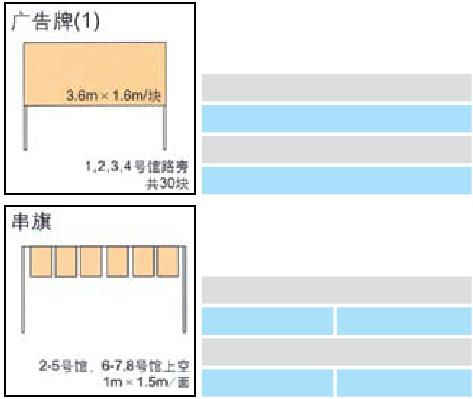 广告牌(1)
3.6m×1.6m/块
1,2,3,4号馆路旁
共30块
串旗
2-5号馆、6-7,8号馆上空
1m×1.5m/面